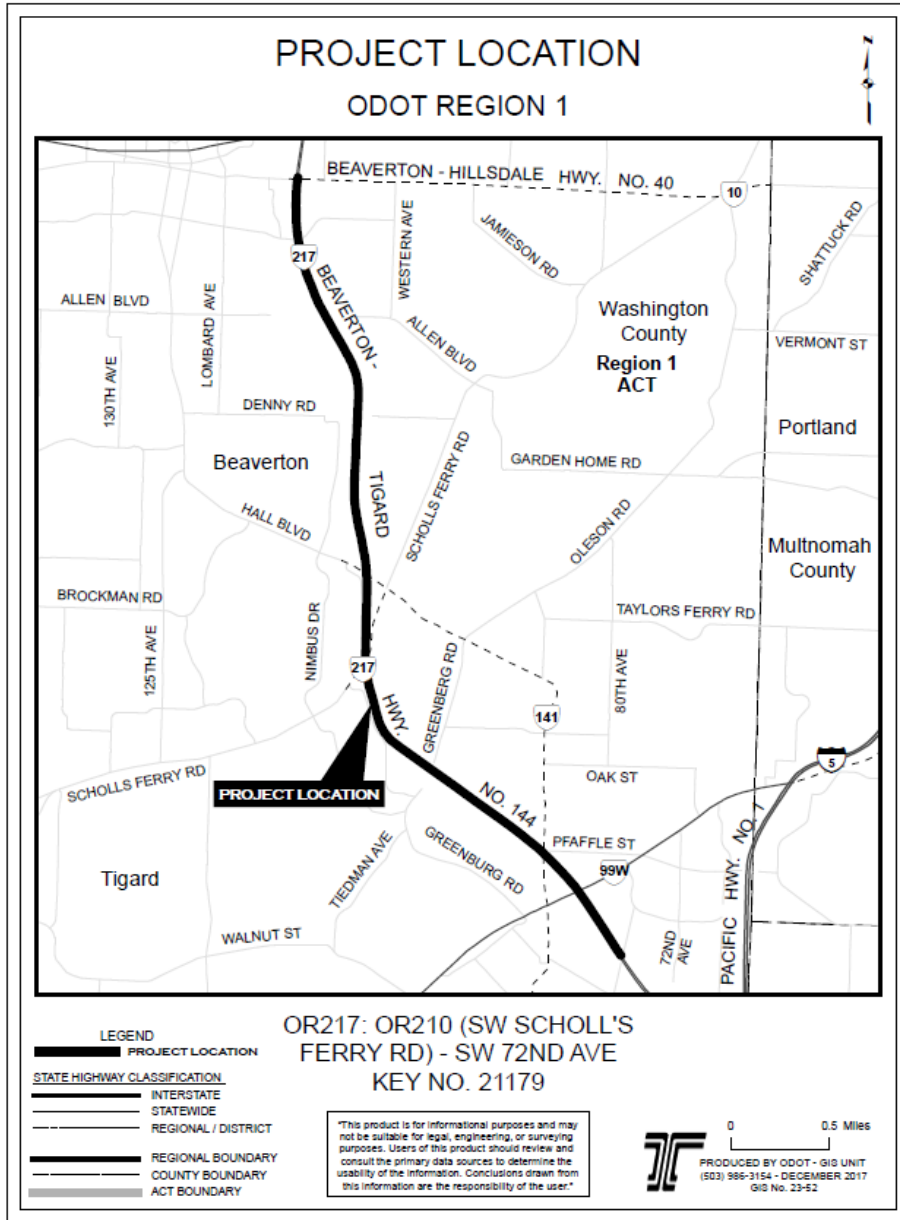 PROJECT LOCATION
ODOT REGION 1
N
BEAVERTON - HILLSDALE HWY. NO. 40
10
217
BEAVERTON -
WESTERN AVE
JAMIESON RD
SHATTUCK RD
ALLEN BLVD
LOMBARD AVE
130TH AVE
ALLEN BLVD
Washington
County
Region 1
ACT
VERMONT ST
DENNY RD
Portland
Beaverton
SCHOLLS FERRY RD
GARDEN HOME RD
TIGARD
HALL BLVD
OLESON RD
Multnomah
County
BROCKMAN RD
TAYLORS FERRY RD
125TH AVE
NIMBUS DR
217
HWY.
GREENBERG RD
80TH AVE
141
5
SCHOLLS FERRY RD
OAK ST
PROJECT LOCATION
NO. 144
PFAFFLE ST
99W
PACIFIC HWY. NO. 1
Tigard
TIEDMAN AVE
GREENBURG RD
WALNUT ST
72ND
AVE
LEGEND
PROJECT LOCATION
STATE HIGHWAY CLASSIFICATION
INTERSTATE
STATEWIDE
REGIONAL / DISTRICT
REGIONAL BOUNDARY
COUNTY BOUNDARY
ACT BOUNDARY
OR217: OR210 (SW SCHOLL'S
FERRY RD) - SW 72ND AVE
KEY NO. 21179
"This product is for informational purposes and may
not be suitable for legal, engineering, or surveying
purposes. Users of this product should review and
consult the primary data sources to determine the
usability of the information. Conclusions drawn from
this information are the responsibility of the user."
0 0.5 Miles
PRODUCED BY ODOT - GIS UNIT
(503) 986-3154 - DECEMBER 2017
GIS No. 23-52